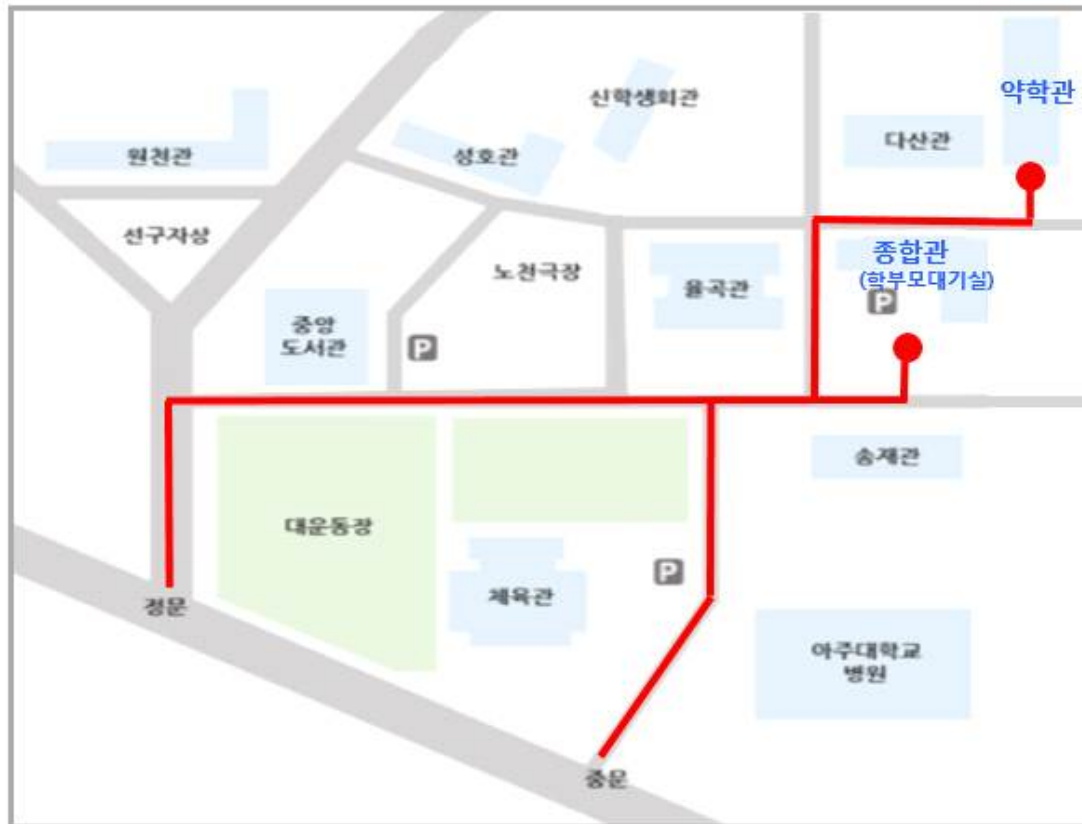 약학관
신학생회관
다산관
원천관
성호관
선구자상
노천극장
종합관
(학부모대기실)
율곡관
P
중앙
도서관
P
송재관
대운동장
P
체육관
정문
아주대학교
병원
중문